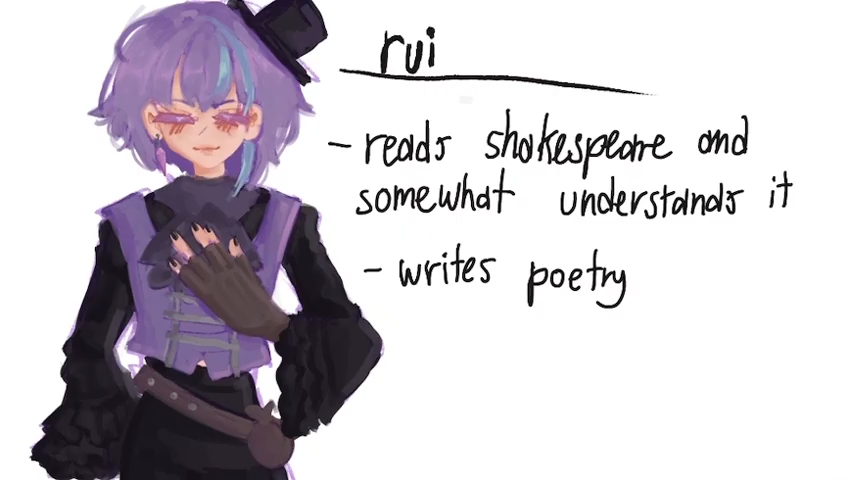 rui
- reads shakespeare and
somewhat understands it
- writes poetry